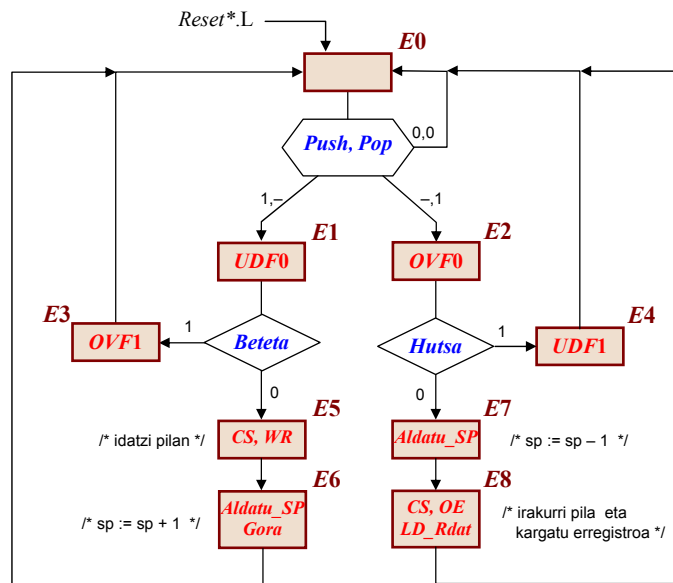 Reset*.L
E0
Push, Pop
0,0
1,–
–,1
E1
E2
UDF0
OVF0
E3
E4
OVF1
1
Beteta
Hutsa
1
UDF1
0
0
E5
E7
/* idatzi pilan */
CS, WR
Aldatu_SP
/* sp := sp – 1 */
E6
E8
/* sp := sp + 1 */
Aldatu_SP
Gora
CS, OE
LD_Rdat
/* irakurri pila eta
kargatu erregistroa */